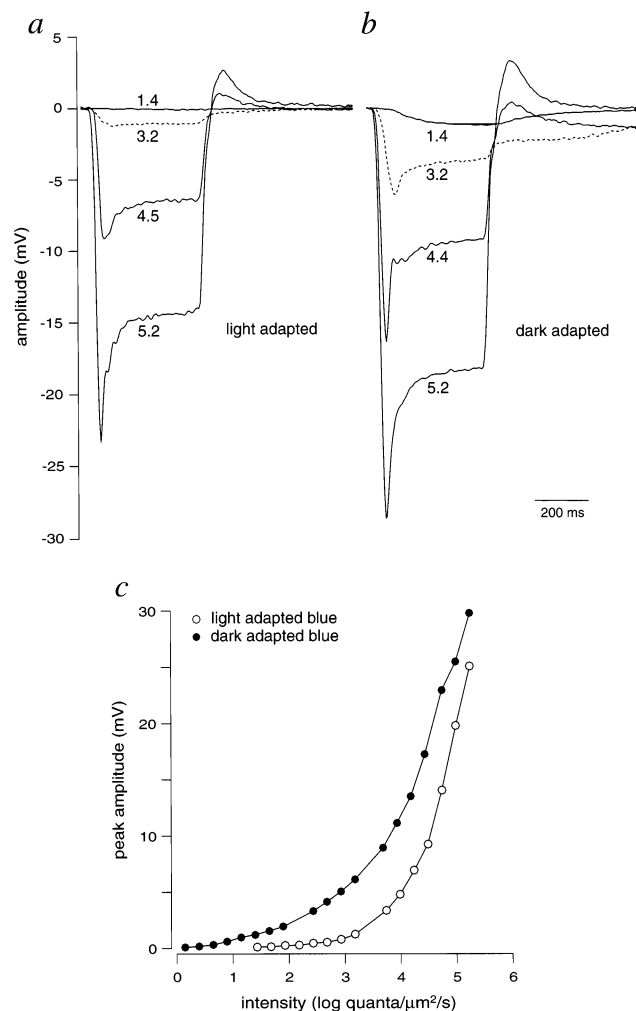 a
b
5
0
-5
-10
-15
-20
-25
-30
amplitude (mV)
1.4
3.2
4.5
5.2
light adapted
1.4
3.2
4.4
5.2
dark adapted
200 ms
c
30
20
10
0
peak amplitude (mV)
light adapted blue
dark adapted blue
0 1 2 3 4 5 6
intensity (log quanta/μm²/s)